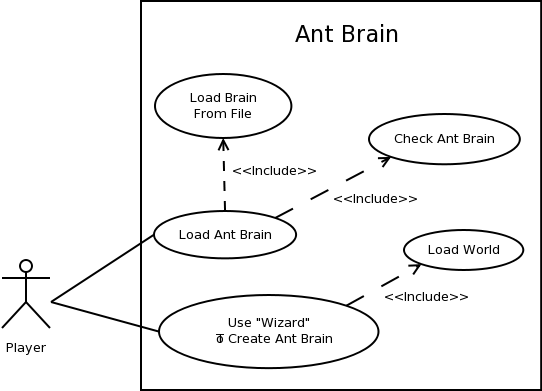 Ant Brain
Load Brain
From File
Check Ant Brain
<<Include>>
<<Include>>
Load Ant Brain
Load World
<<Include>>
Use "Wizard"
To Create Ant Brain
Player